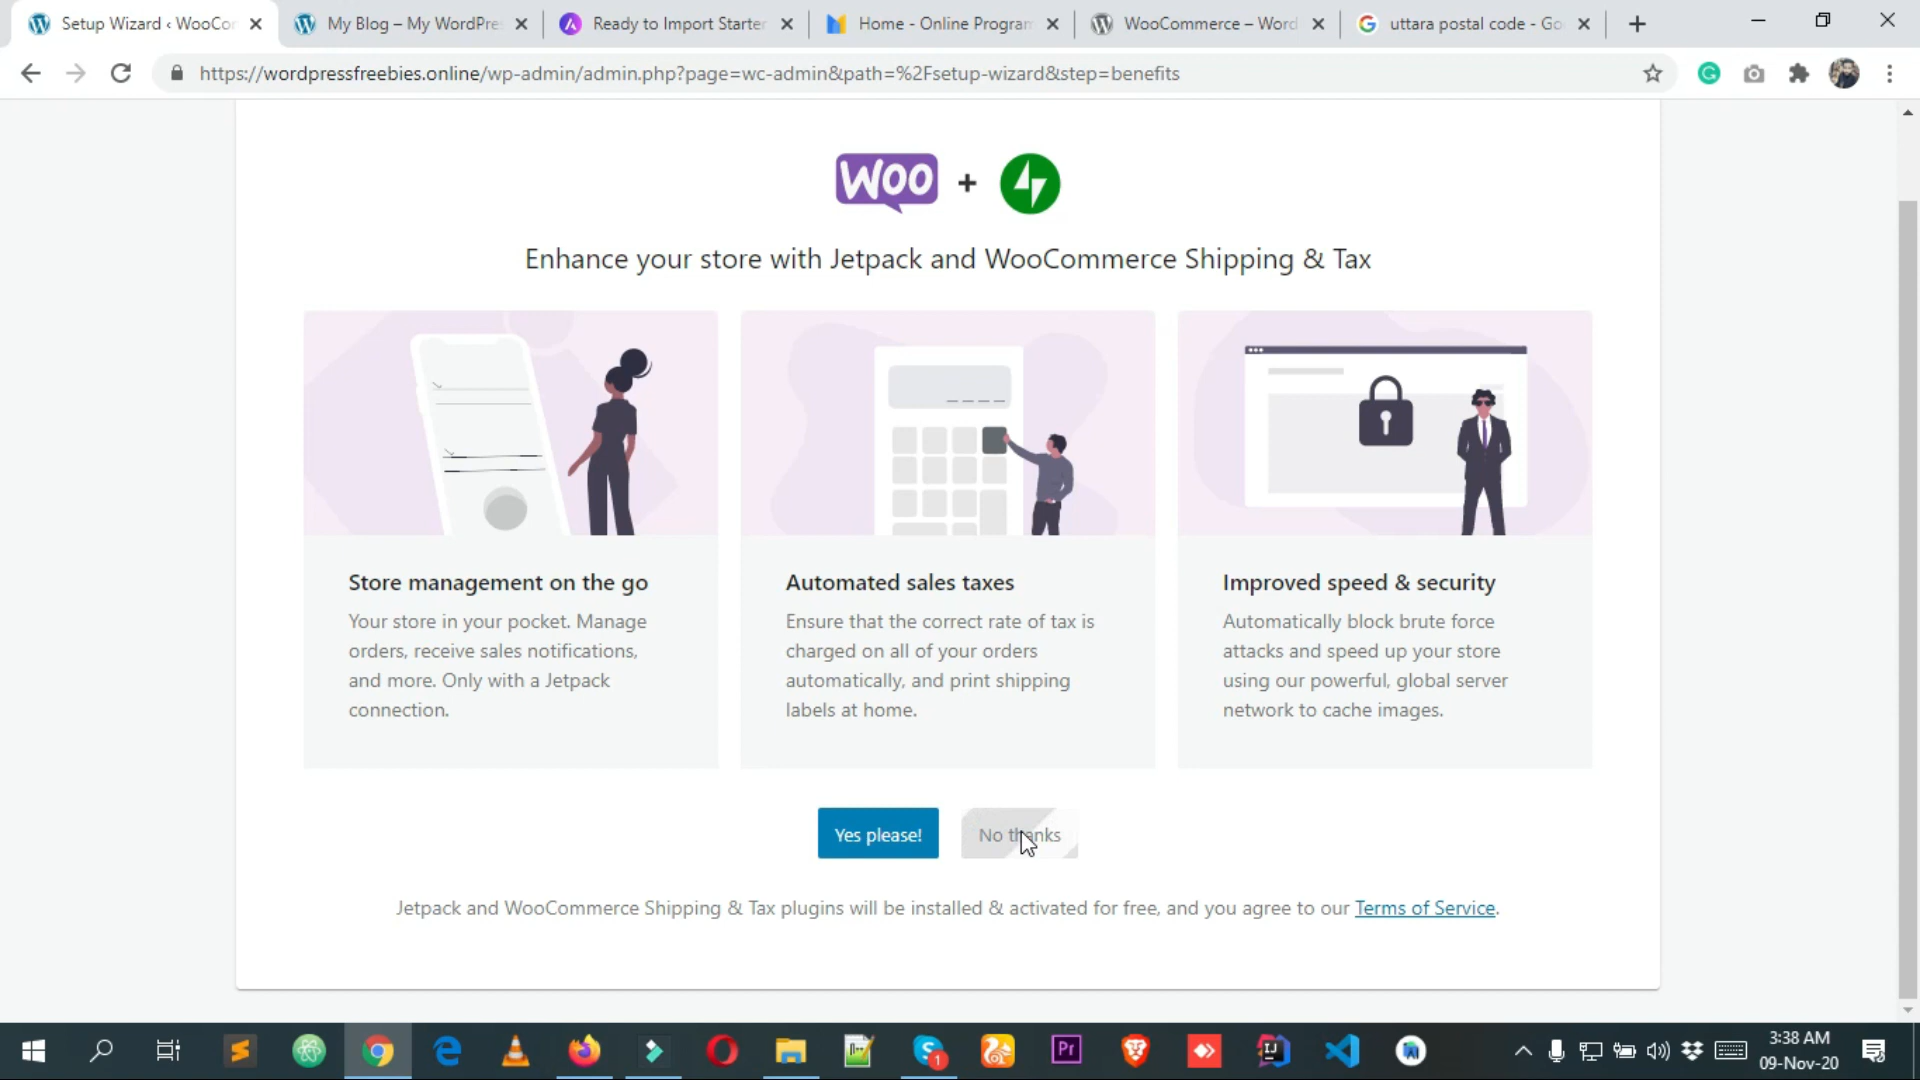 Setup Wizard ‹ WooCor
My Blog – My WordPres
Ready to Import Starter
Home - Online Program
WooCommerce – Word
uttara postal code - Go
https://wordpressfreebies.online/wp-admin/admin.php?page=wc-admin&path=%2Fsetup-wizard&step=benefits
WOO +
Enhance your store with Jetpack and WooCommerce Shipping & Tax
Store management on the go
Your store in your pocket. Manage
orders, receive sales notifications,
and more. Only with a Jetpack
connection.
Automated sales taxes
Ensure that the correct rate of tax is
charged on all of your orders
automatically, and print shipping
labels at home.
Improved speed & security
Automatically block brute force
attacks and speed up your store
using our powerful, global server
network to cache images.
Yes please!
No thanks
Jetpack and WooCommerce Shipping & Tax plugins will be installed & activated for free, and you agree to our Terms of Service.
Pr
3:38 AM
09-Nov-20